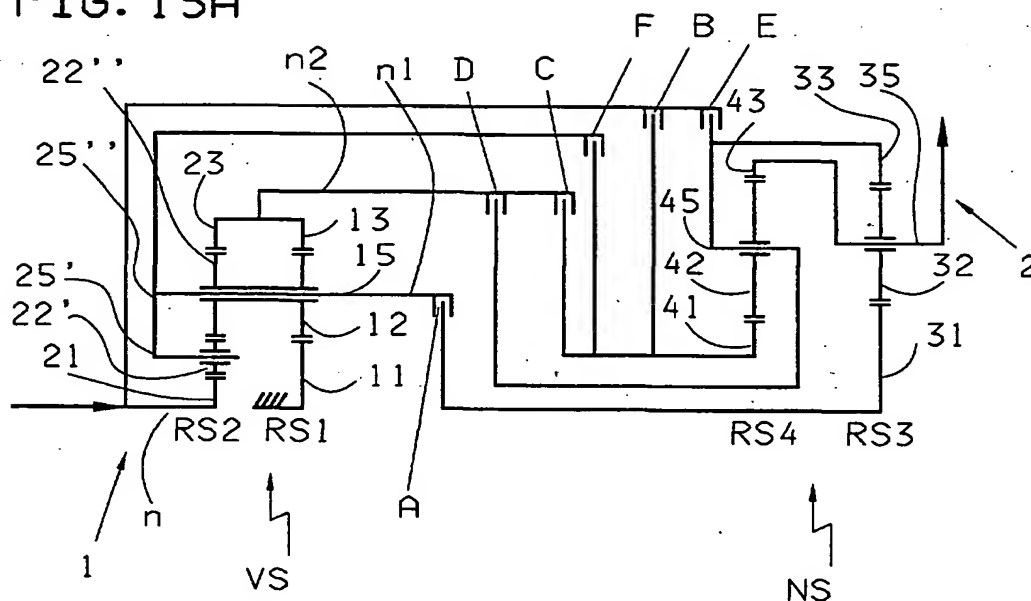 FIG. 15A
F B E
22'' n2 n1 D C 43 33 35
25'' 23 13 45
15
25' 42 32 2
22' 12 41
21 11 31
RS2 RS1 RS4 RS3
n A
1 VS NS